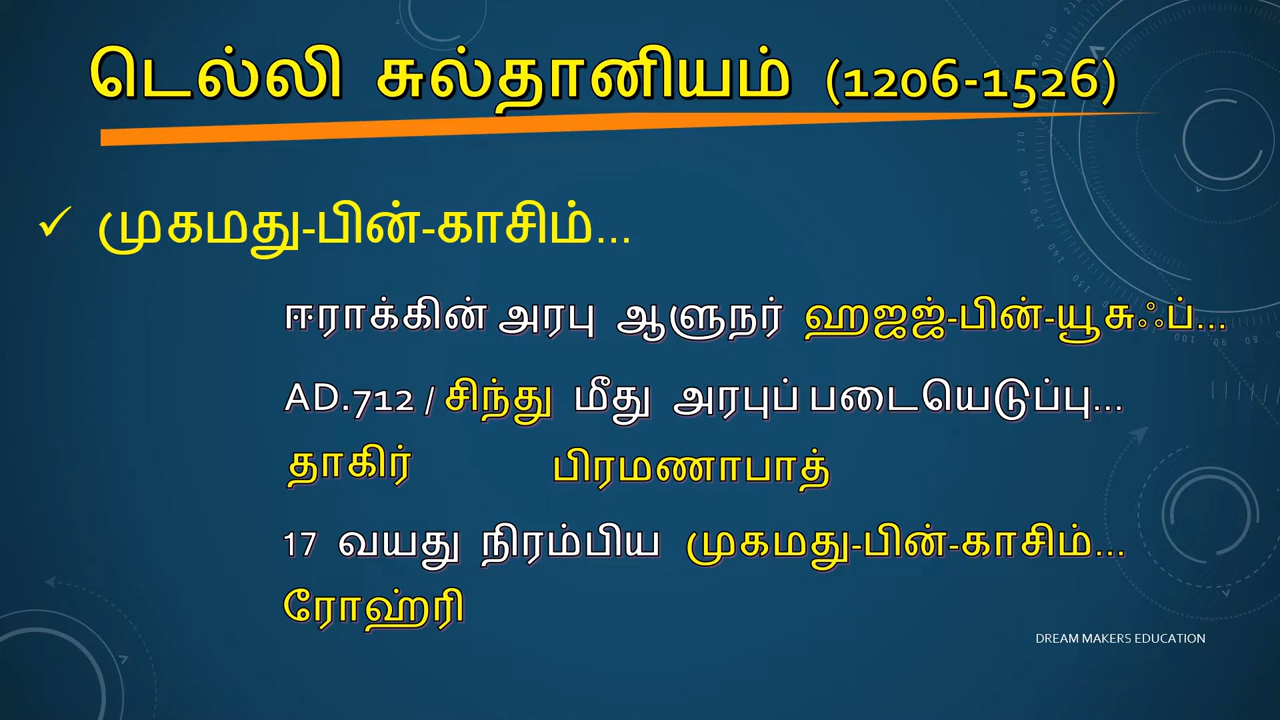 டெல்லி சுல்தானியம் (1206-1526)
முகமது-பின்-காசிம்...
ஈராக்கின் அரபு ஆளுநர் ஹஜஜ்-பின்-யூசுஃப்...
AD.712 / சிந்து மீது அரபுப் படையெடுப்பு...
தாகிர் பிரமணாபாத்
17 வயது நிரம்பிய முகமது-பின்-காசிம்...
ரோஹ்ரி
DREAM MAKERS EDUCATION